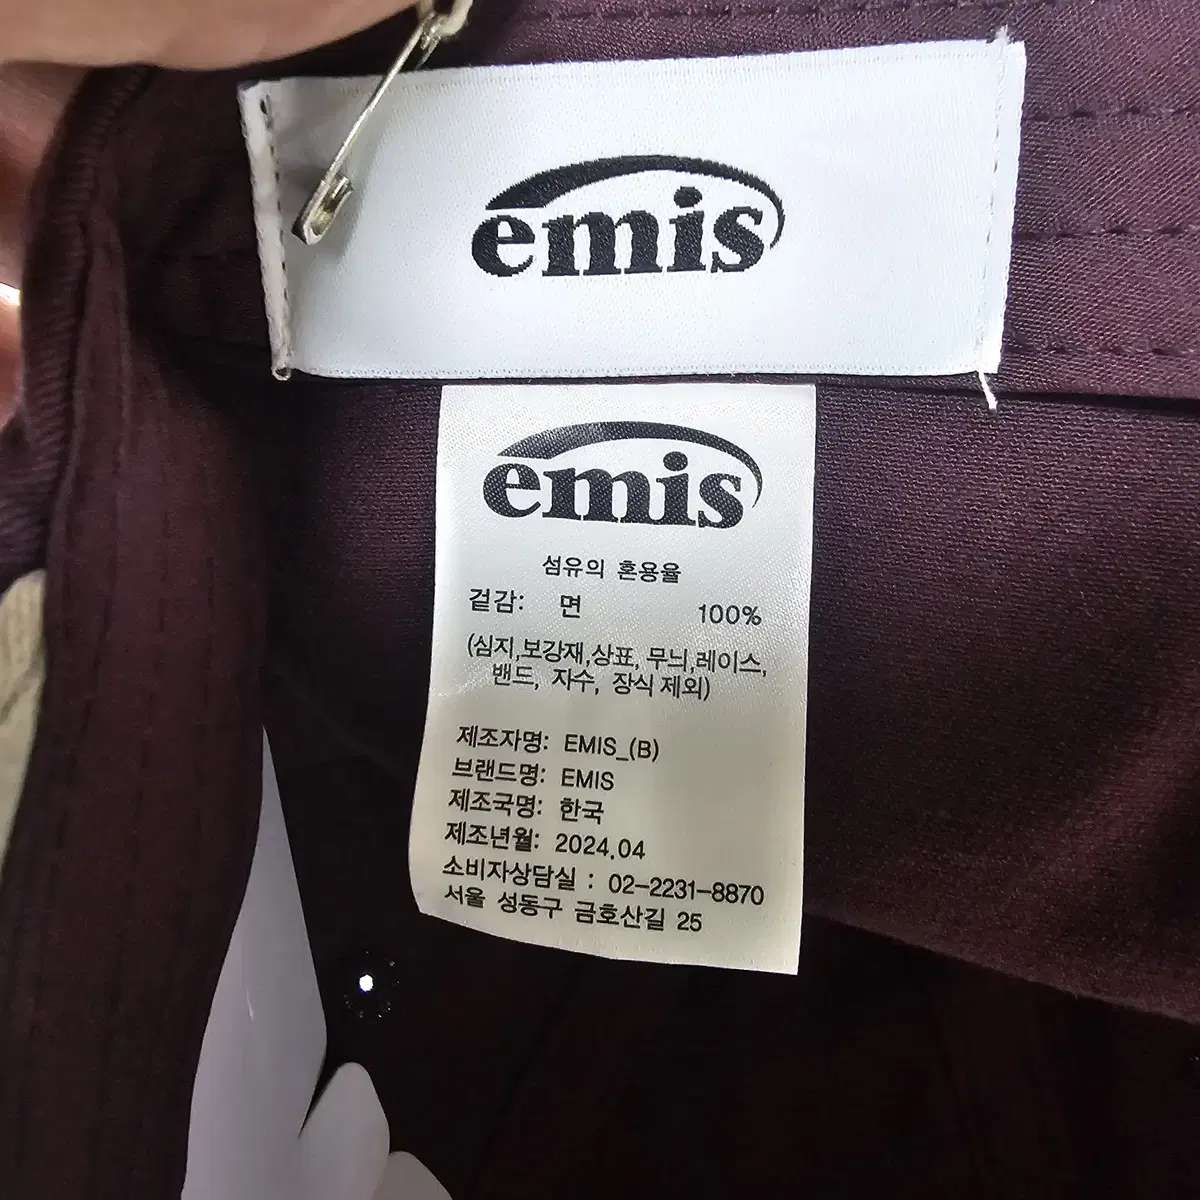 emis
emis
섬유의 혼용율
겉감: 면 100%
(심지,보강재,상표, 무늬,레이스,
밴드, 자수, 장식 제외)
제조자명: EMIS_(B)
브랜드명: EMIS
제조국명: 한국
제조년월: 2024.04
소비자상담실 : 02-2231-8870
서울 성동구 금호산길 25